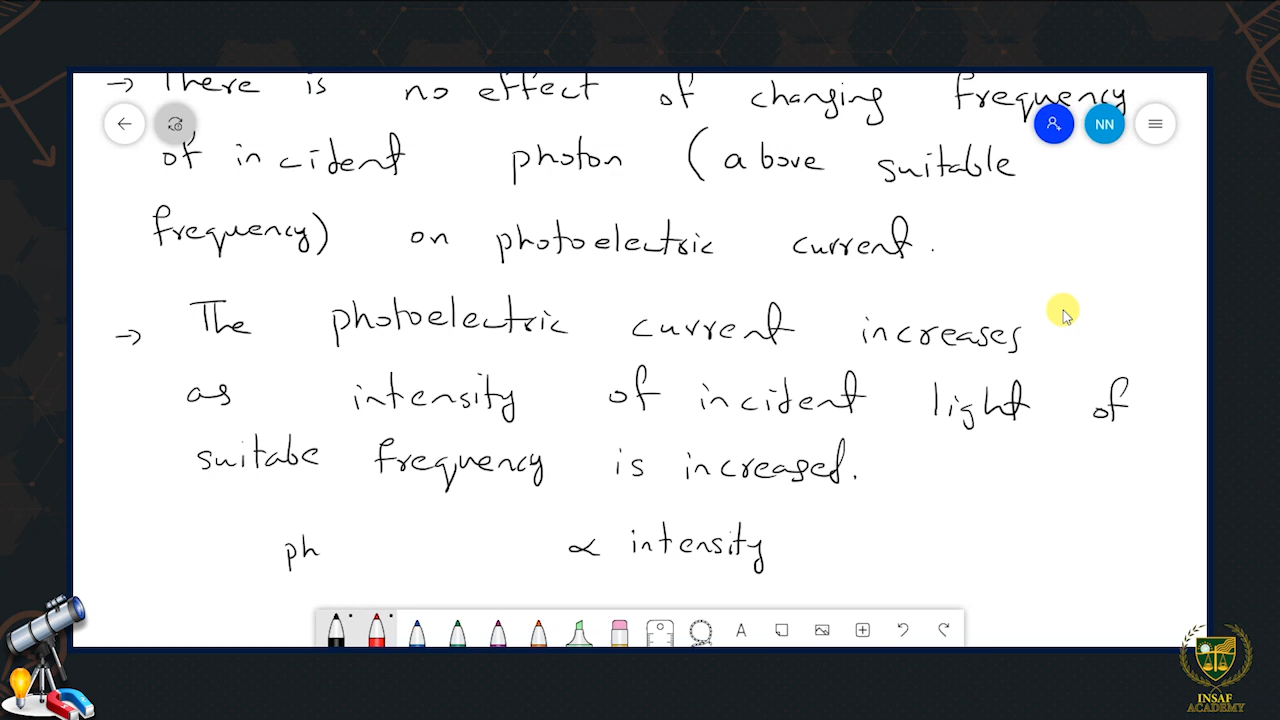 → There is no effect of changing frequency
of incident photon (above suitable
frequency) on photoelectric current.
→ The photoelectric current increases
as intensity of incident light of
suitabe frequency is increased.
ph ∝ intensity
NN
A
INSAF
ACADEMY